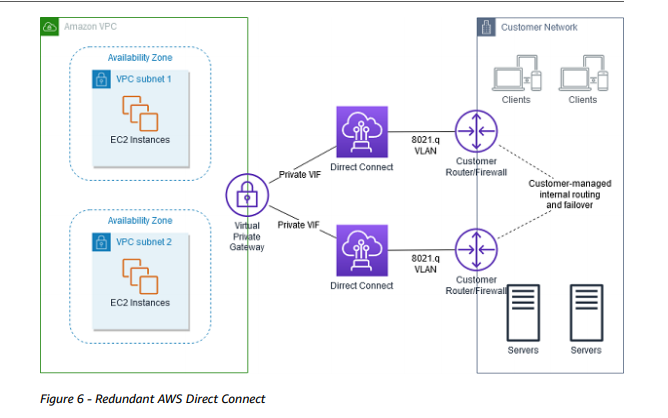 Amazon VPC
Availability Zone
VPC subnet 1
EC2 Instances
Availability Zone
VPC subnet 2
EC2 Instances
Virtual
Private
Gateway
Private VIF
Private VIF
Direct Connect
Direct Connect
8021.q
VLAN
8021.q
VLAN
Customer Network
Clients
Clients
Customer
Router/Firewall
Customer-managed
internal routing
and failover
Customer
Router/Firewall
Servers
Servers
Figure 6 - Redundant AWS Direct Connect